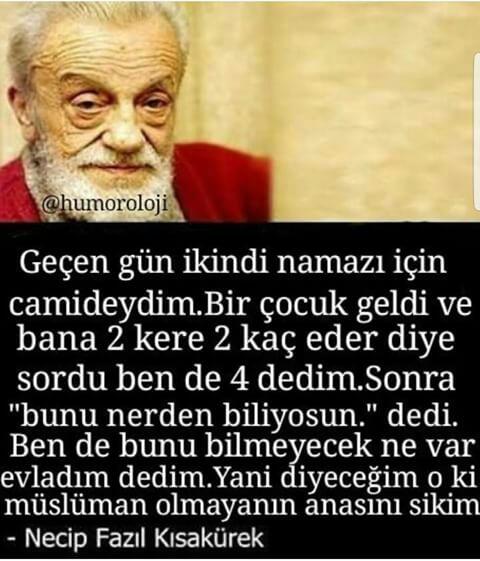 @humoroloji
Geçen gün ikindi namazı için
camideydim.Bir çocuk geldi ve
bana 2 kere 2 kaç eder diye
sordu ben de 4 dedim.Sonra
"bunu nerden biliyosun." dedi.
Ben de bunu bilmeyecek ne var
evladım dedim.Yani diyeceğim o ki
müslüman olmayanın anasını sikim
- Necip Fazıl Kısakürek